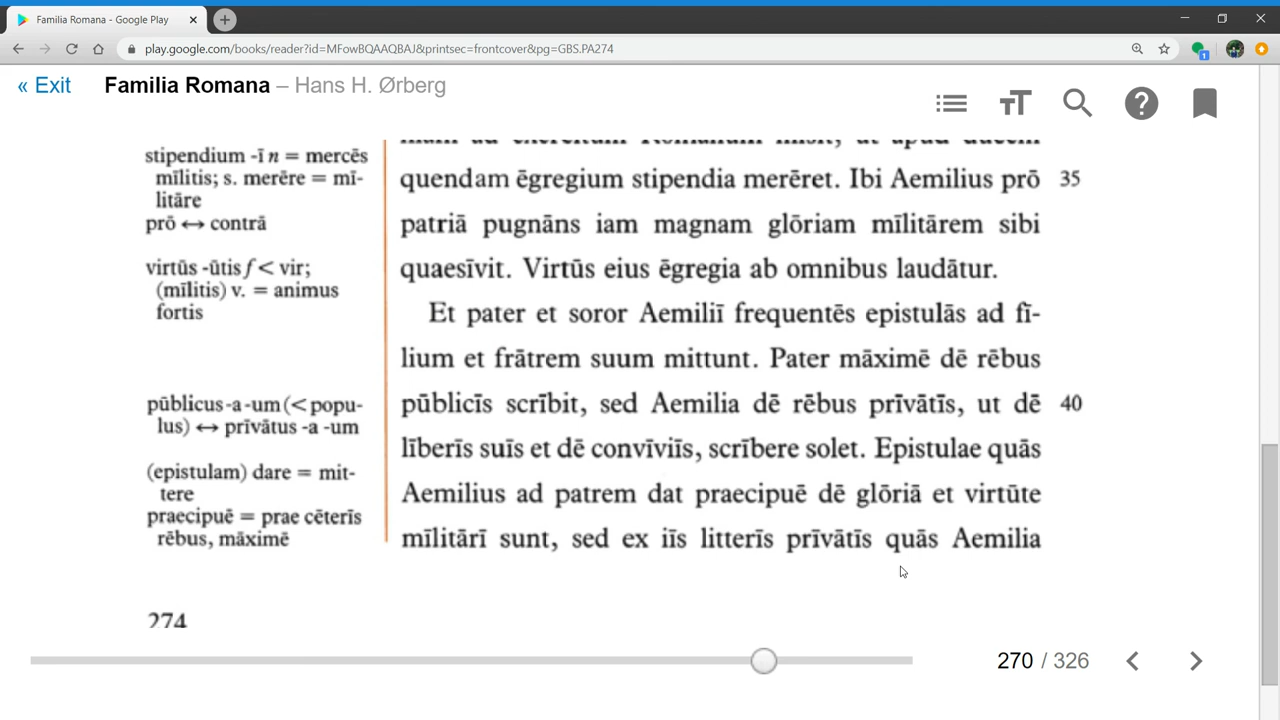 Familia Romana - Google Play
play.google.com/books/reader?id=MFowBQAAQBAJ&printsec=frontcover&pg=GBS.PA274
« Exit
Familia Romana – Hans H. Ørberg
stipendium -ī n = mercēs
mīlitis; s. merēre = mī-
litāre
prō ↔ contrā
virtūs -ūtis f < vir;
(mīlitis) v. = animus
fortis
pūblicus -a -um (< popu-
lus) ↔ prīvātus -a -um
(epistulam) dare = mit-
tere
praecipuē = prae cēterīs
rēbus, māximē
quendam ēgregium stipendia merēret. Ibi Aemilius prō 35
patriā pugnāns iam magnam glōriam mīlitārem sibi
quaesīvit. Virtūs eius ēgregia ab omnibus laudātur.
Et pater et soror Aemiliī frequentēs epistulās ad fī-
lium et frātrem suum mittunt. Pater māximē dē rēbus
pūblicīs scrībit, sed Aemilia dē rēbus prīvātīs, ut dē 40
līberīs suīs et dē convīviīs, scrībere solet. Epistulae quās
Aemilius ad patrem dat praecipuē dē glōriā et virtūte
mīlitārī sunt, sed ex iīs litterīs prīvātīs quās Aemilia
274
270 / 326